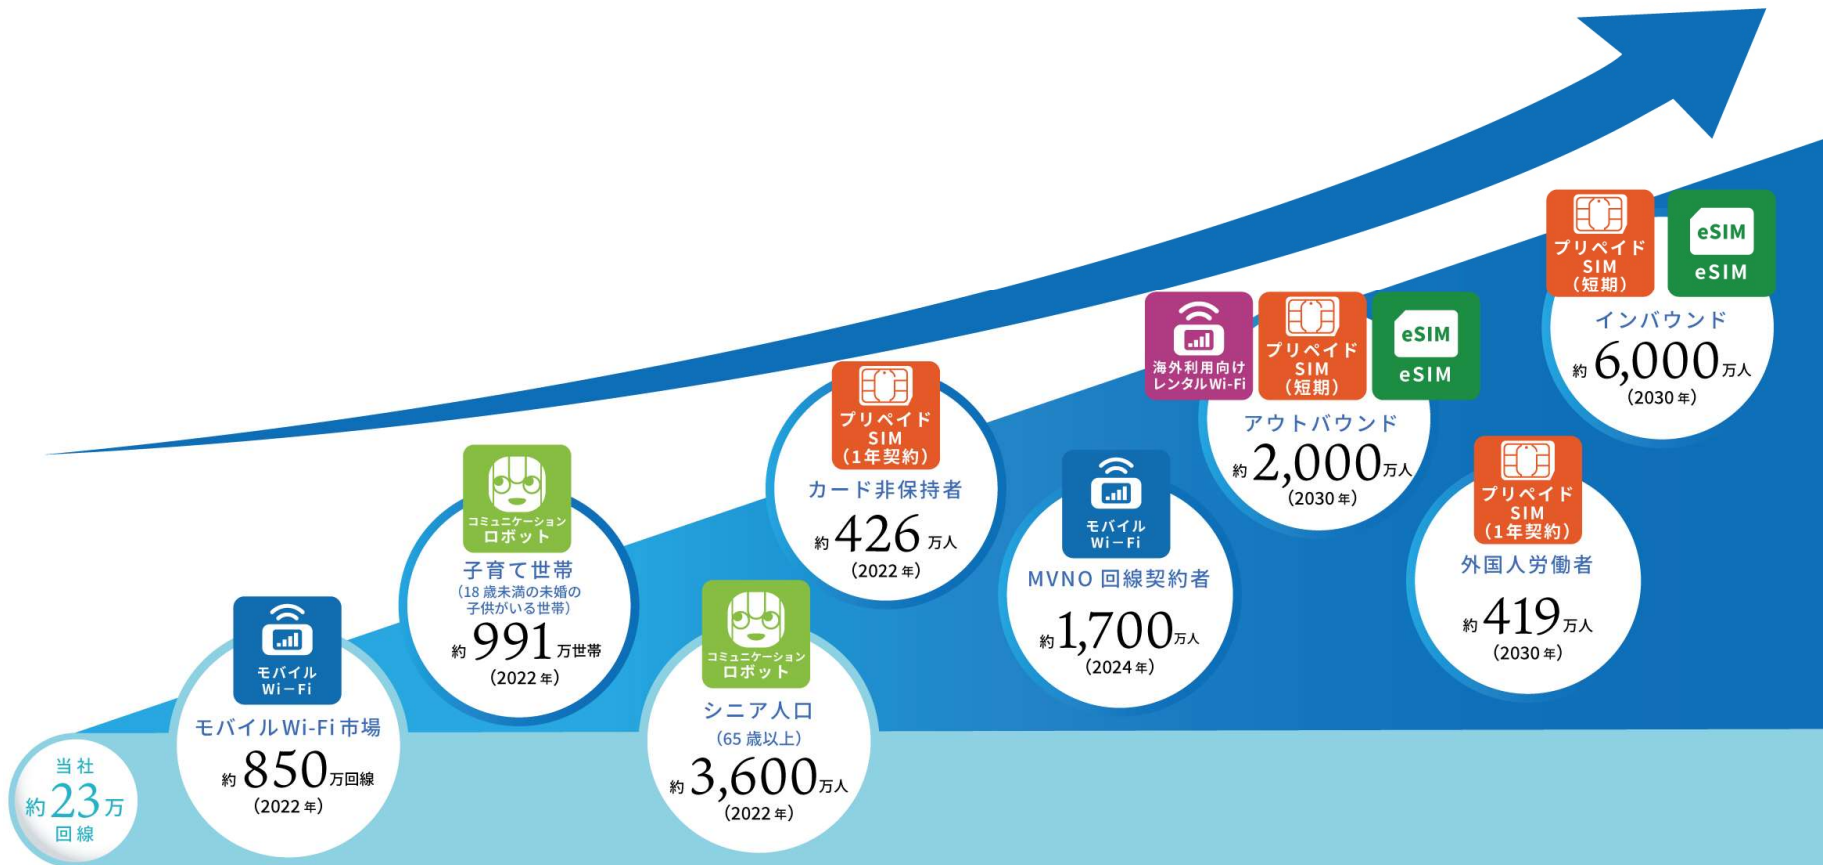 当社
約23万
回線
モバイル
Wi-Fi
モバイルWi-Fi市場
約850万回線
（2022年）
コミュニケーション
ロボット
子育て世帯
（18歳未満の未婚の
子供がいる世帯）
約991万世帯
（2022年）
コミュニケーション
ロボット
シニア人口
（65歳以上）
約3,600万人
（2022年）
プリペイド
SIM
（1年契約）
カード非保持者
約426万人
（2022年）
モバイル
Wi-Fi
MVNO回線契約者
約1,700万人
（2024年）
海外利用向け
レンタルWi-Fi
プリペイド
SIM
（短期）
eSIM
eSIM
アウトバウンド
約2,000万人
（2030年）
プリペイド
SIM
（1年契約）
外国人労働者
約419万人
（2030年）
プリペイド
SIM
（短期）
eSIM
eSIM
インバウンド
約6,000万人
（2030年）